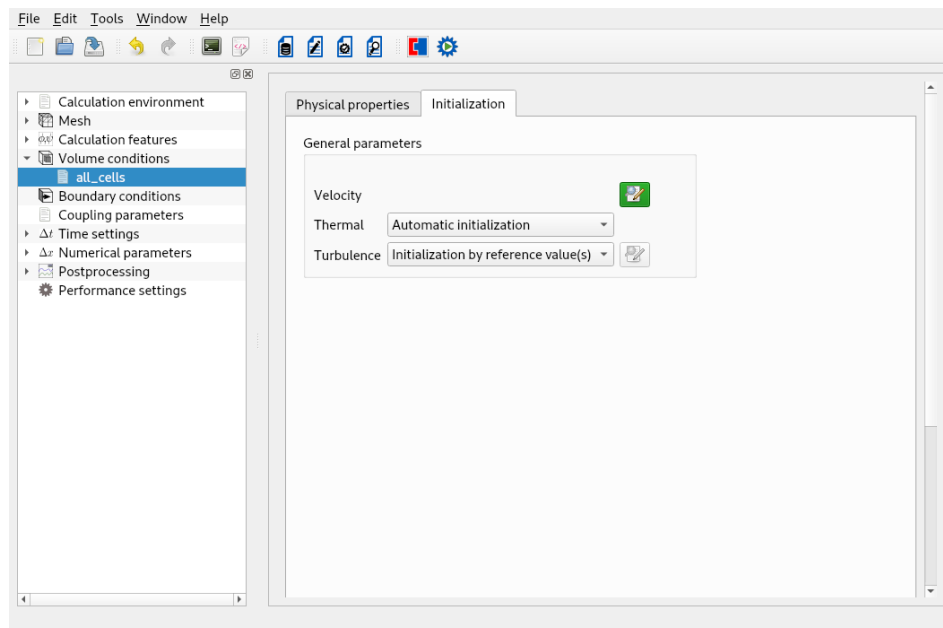 File Edit Tools Window Help
Calculation environment
Mesh
Calculation features
Volume conditions
all_cells
Boundary conditions
Coupling parameters
Δt Time settings
Δx Numerical parameters
Postprocessing
Performance settings
Physical properties Initialization
General parameters
Velocity
Thermal Automatic initialization
Turbulence Initialization by reference value(s)